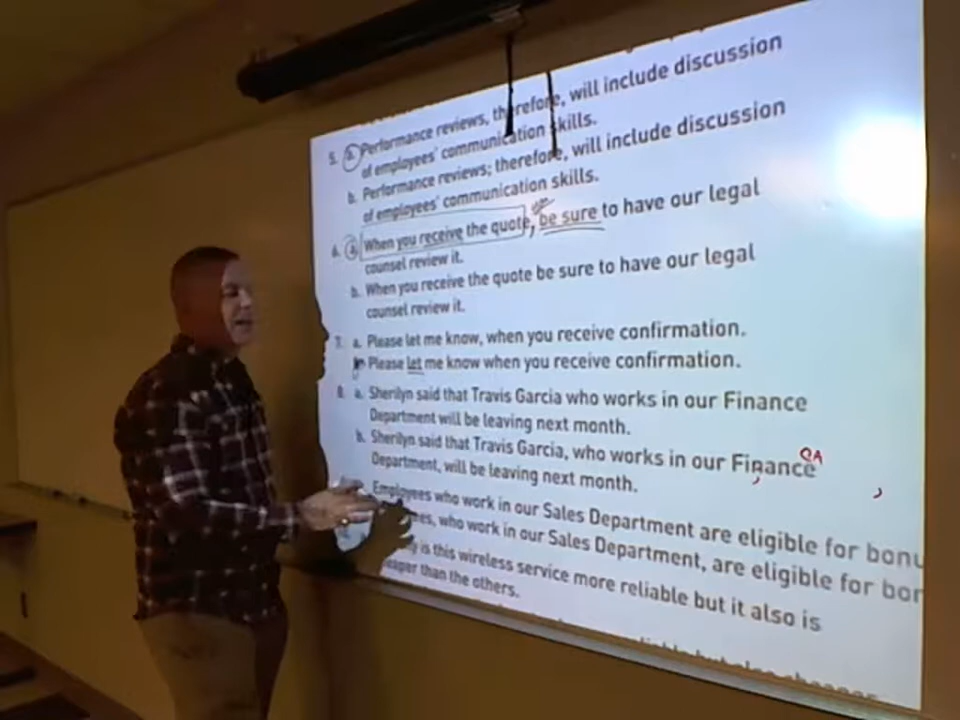 5. a. Performance reviews, therefore, will include discussion
of employees' communication skills.
b. Performance reviews; therefore, will include discussion
of employees' communication skills.
6. a. When you receive the quote, be sure to have our legal
counsel review it.
b. When you receive the quote be sure to have our legal
counsel review it.
7. a. Please let me know, when you receive confirmation.
Please let me know when you receive confirmation.
8. a. Sherilyn said that Travis Garcia who works in our Finance
Department will be leaving next month.
b. Sherilyn said that Travis Garcia, who works in our Finance
Department, will be leaving next month.
Employees who work in our Sales Department are eligible for
who work in our Sales Department, are eligible for
is this wireless service more reliable but it also is
than the others.